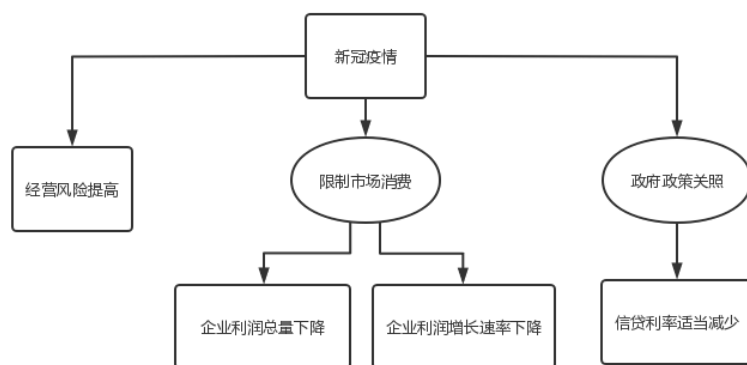 新冠疫情
经营风险提高
限制市场消费
政府政策关照
企业利润总量下降
企业利润增长速率下降
信贷利率适当减少